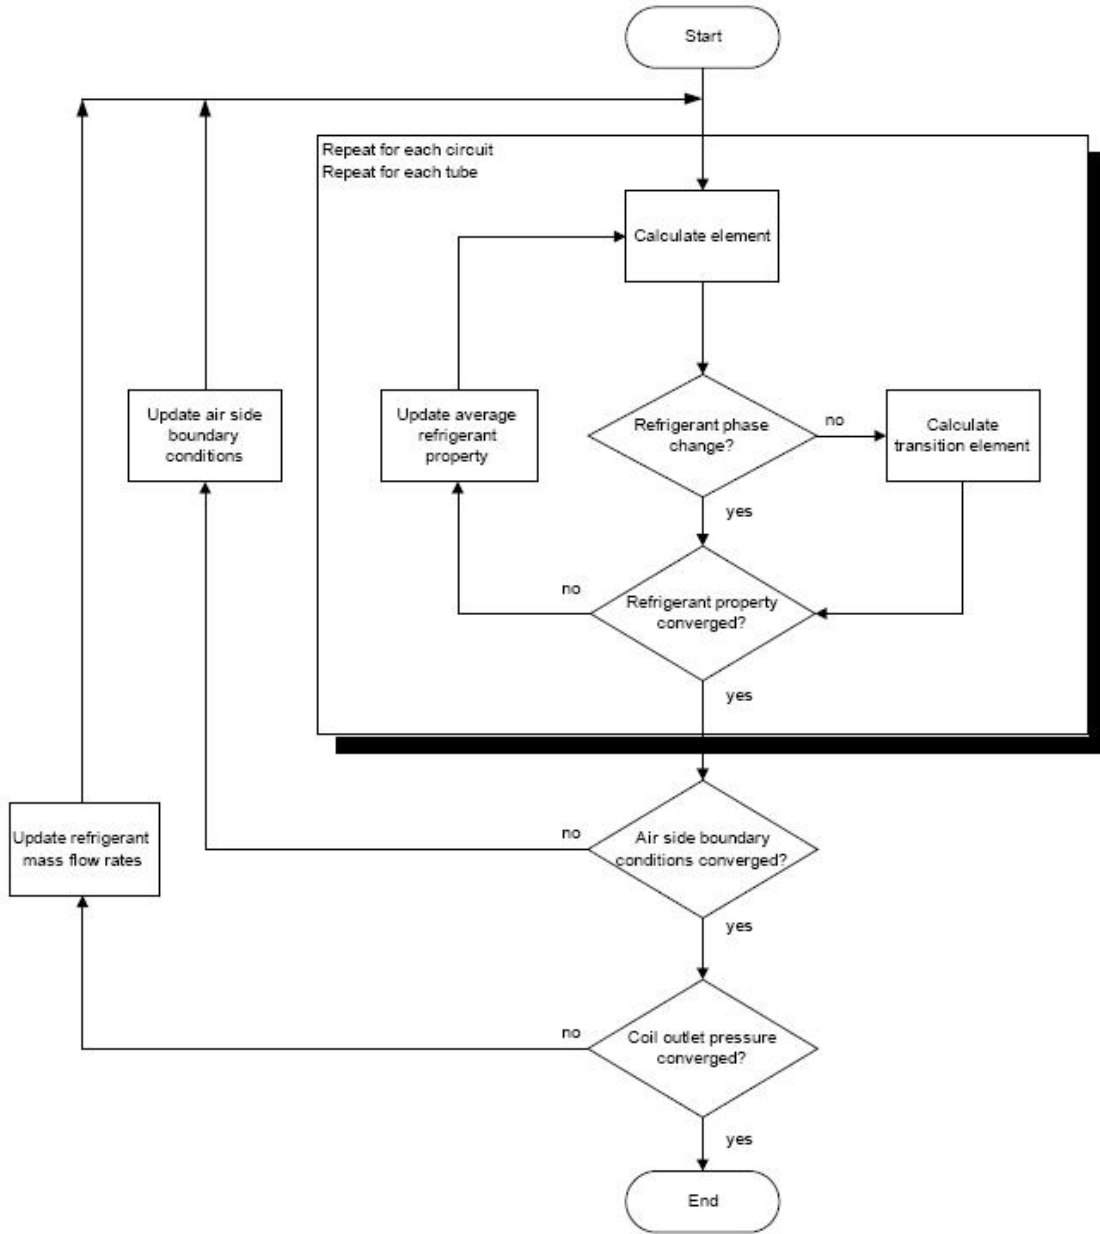 Start
Repeat for each circuit
Repeat for each tube
Calculate element
Update air side
boundary
conditions
Update average
refrigerant
property
Refrigerant phase
change?
no
Calculate
transition element
yes
no
Refrigerant property
converged?
yes
Update refrigerant
mass flow rates
no
Air side boundary
conditions converged?
yes
no
Coil outlet pressure
converged?
yes
End